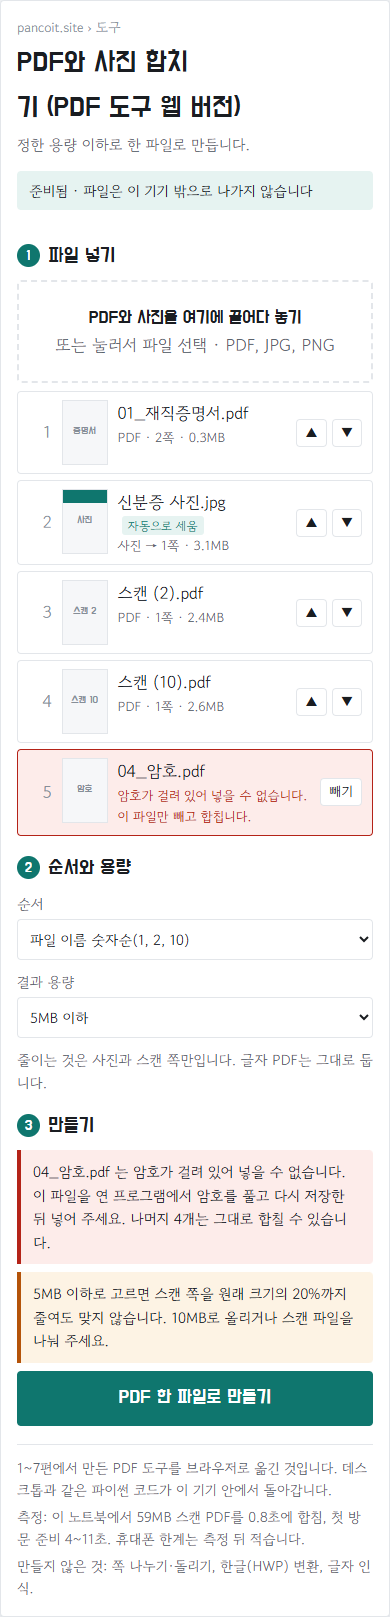 pancoit.site › 도구
PDF와 사진 합치
기 (PDF 도구 웹 버전)
정한 용량 이하로 한 파일로 만듭니다.
준비됨 · 파일은 이 기기 밖으로 나가지 않습니다
1 파일 넣기
PDF와 사진을 여기에 끌어다 놓기
또는 눌러서 파일 선택 · PDF, JPG, PNG
1 증명서 01_재직증명서.pdf ▲ ▼
PDF · 2쪽 · 0.3MB
2 사진 신분증 사진.jpg ▲ ▼
자동으로 세움
사진 → 1쪽 · 3.1MB
3 스캔 2 스캔 (2).pdf ▲ ▼
PDF · 1쪽 · 2.4MB
4 스캔 10 스캔 (10).pdf ▲ ▼
PDF · 1쪽 · 2.6MB
5 암호 04_암호.pdf 빼기
암호가 걸려 있어 넣을 수 없습니다.
이 파일만 빼고 합칩니다.
2 순서와 용량
순서
파일 이름 숫자순(1, 2, 10)
결과 용량
5MB 이하
줄이는 것은 사진과 스캔 쪽만입니다. 글자 PDF는 그대로 둡
니다.
3 만들기
04_암호.pdf 는 암호가 걸려 있어 넣을 수 없습니다.
이 파일을 연 프로그램에서 암호를 풀고 다시 저장한
뒤 넣어 주세요. 나머지 4개는 그대로 합칠 수 있습니
다.
5MB 이하로 고르면 스캔 쪽을 원래 크기의 20%까지
줄여도 맞지 않습니다. 10MB로 올리거나 스캔 파일을
나눠 주세요.
PDF 한 파일로 만들기
1~7편에서 만든 PDF 도구를 브라우저로 옮긴 것입니다. 데스
크톱과 같은 파이썬 코드가 이 기기 안에서 돌아갑니다.
측정: 이 노트북에서 59MB 스캔 PDF를 0.8초에 합침, 첫 방
문 준비 4~11초. 휴대폰 한계는 측정 뒤 적습니다.
만들지 않은 것: 쪽 나누기·돌리기, 한글(HWP) 변환, 글자 인
식.